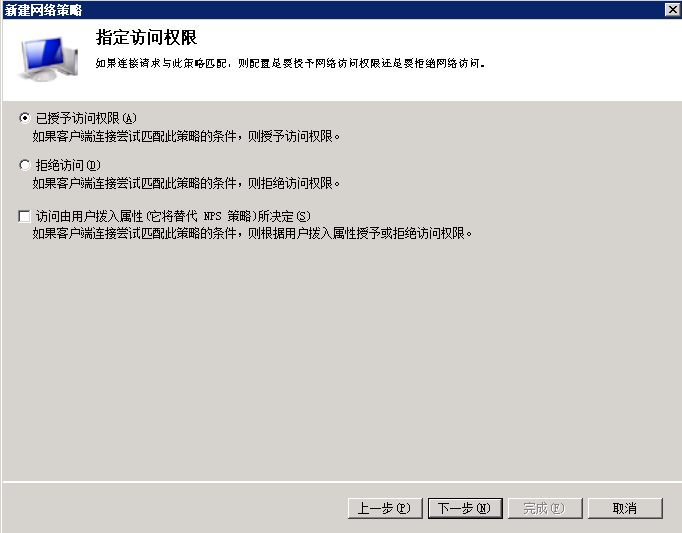 新建网络策略
指定访问权限
如果连接请求与此策略匹配，则配置是要授予网络访问权限还是要拒绝网络访问。
已授予访问权限(A)
如果客户端连接尝试匹配此策略的条件，则授予访问权限。
拒绝访问(D)
如果客户端连接尝试匹配此策略的条件，则拒绝访问权限。
访问由用户拨入属性(它将替代 NPS 策略)所决定(S)
如果客户端连接尝试匹配此策略的条件，则根据用户拨入属性授予或拒绝访问权限。
上一步(P) 下一步(N) 完成(F) 取消